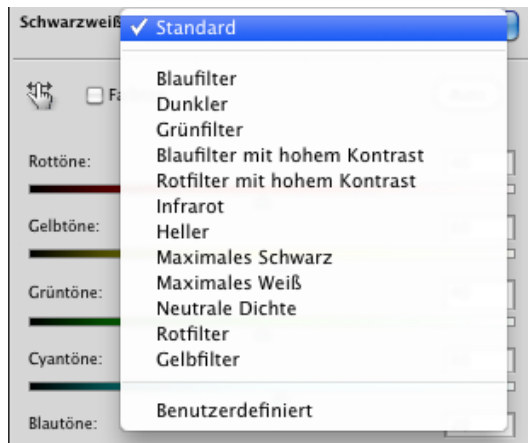 Schwarzweiß
Standard
Blaufilter
Dunkler
Grünfilter
Blaufilter mit hohem Kontrast
Rotfilter mit hohem Kontrast
Infrarot
Heller
Maximales Schwarz
Maximales Weiß
Neutrale Dichte
Rotfilter
Gelbfilter
Benutzerdefiniert
Rottöne:
Gelbtöne:
Grüntöne:
Cyantöne:
Blautöne: